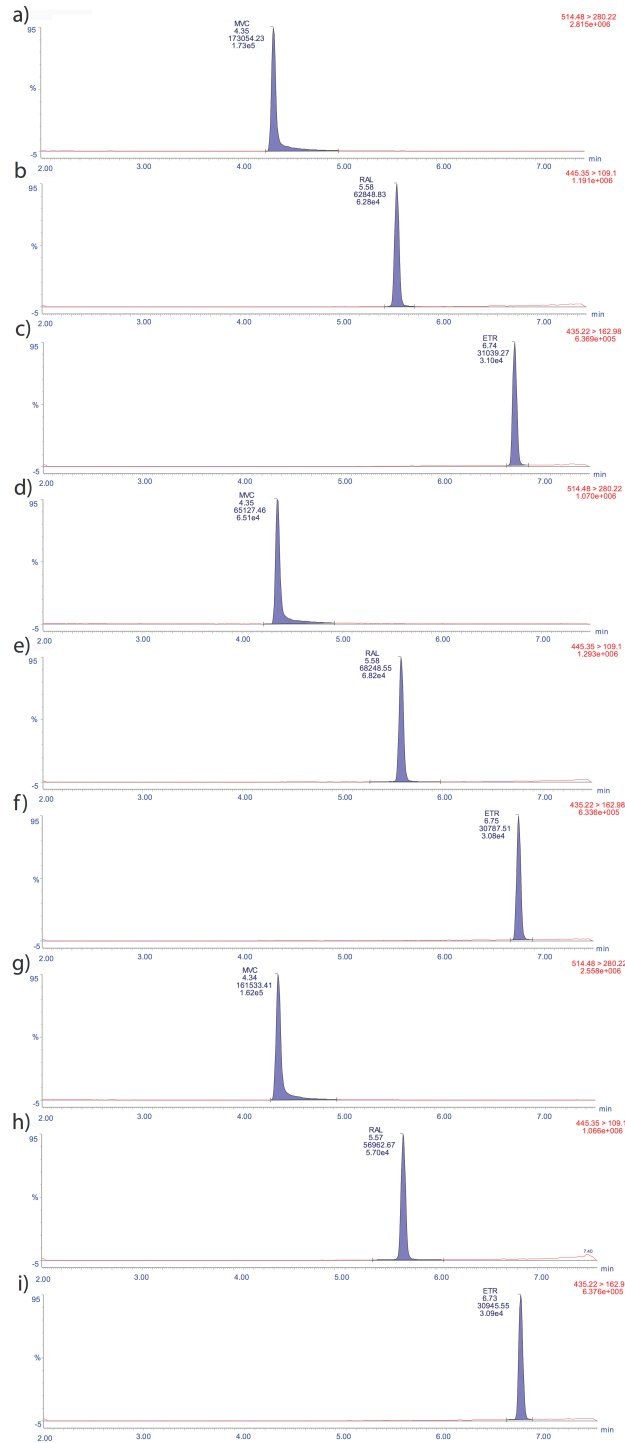 a)
MVC
4.35
173054.23
1.73e5
514.48 > 280.22
2.815e+006
95
%
-5
2.00 3.00 4.00 5.00 6.00 7.00 min
b)
RAL
5.58
62848.83
6.28e4
445.35 > 109.1
1.191e+006
95
%
-5
2.00 3.00 4.00 5.00 6.00 7.00 min
c)
ETR
6.74
31039.27
3.10e4
435.22 > 162.98
6.369e+005
95
%
-5
2.00 3.00 4.00 5.00 6.00 7.00 min
d)
MVC
4.35
65127.46
6.51e4
514.48 > 280.22
1.070e+006
95
%
-5
2.00 3.00 4.00 5.00 6.00 7.00 min
e)
RAL
5.58
68248.55
6.82e4
445.35 > 109.1
1.293e+006
95
%
-5
2.00 3.00 4.00 5.00 6.00 7.00 min
f)
ETR
6.75
30787.51
3.08e4
435.22 > 162.98
6.336e+005
95
%
-5
2.00 3.00 4.00 5.00 6.00 7.00 min
g)
MVC
4.34
161533.41
1.62e5
514.48 > 280.22
2.558e+006
95
%
-5
2.00 3.00 4.00 5.00 6.00 7.00 min
h)
RAL
5.57
56962.67
5.70e4
445.35 > 109.1
1.066e+006
95
%
-5
7.40
2.00 3.00 4.00 5.00 6.00 7.00 min
i)
ETR
6.73
30945.55
3.09e4
435.22 > 162.9
6.376e+005
95
%
-5
2.00 3.00 4.00 5.00 6.00 7.00 min